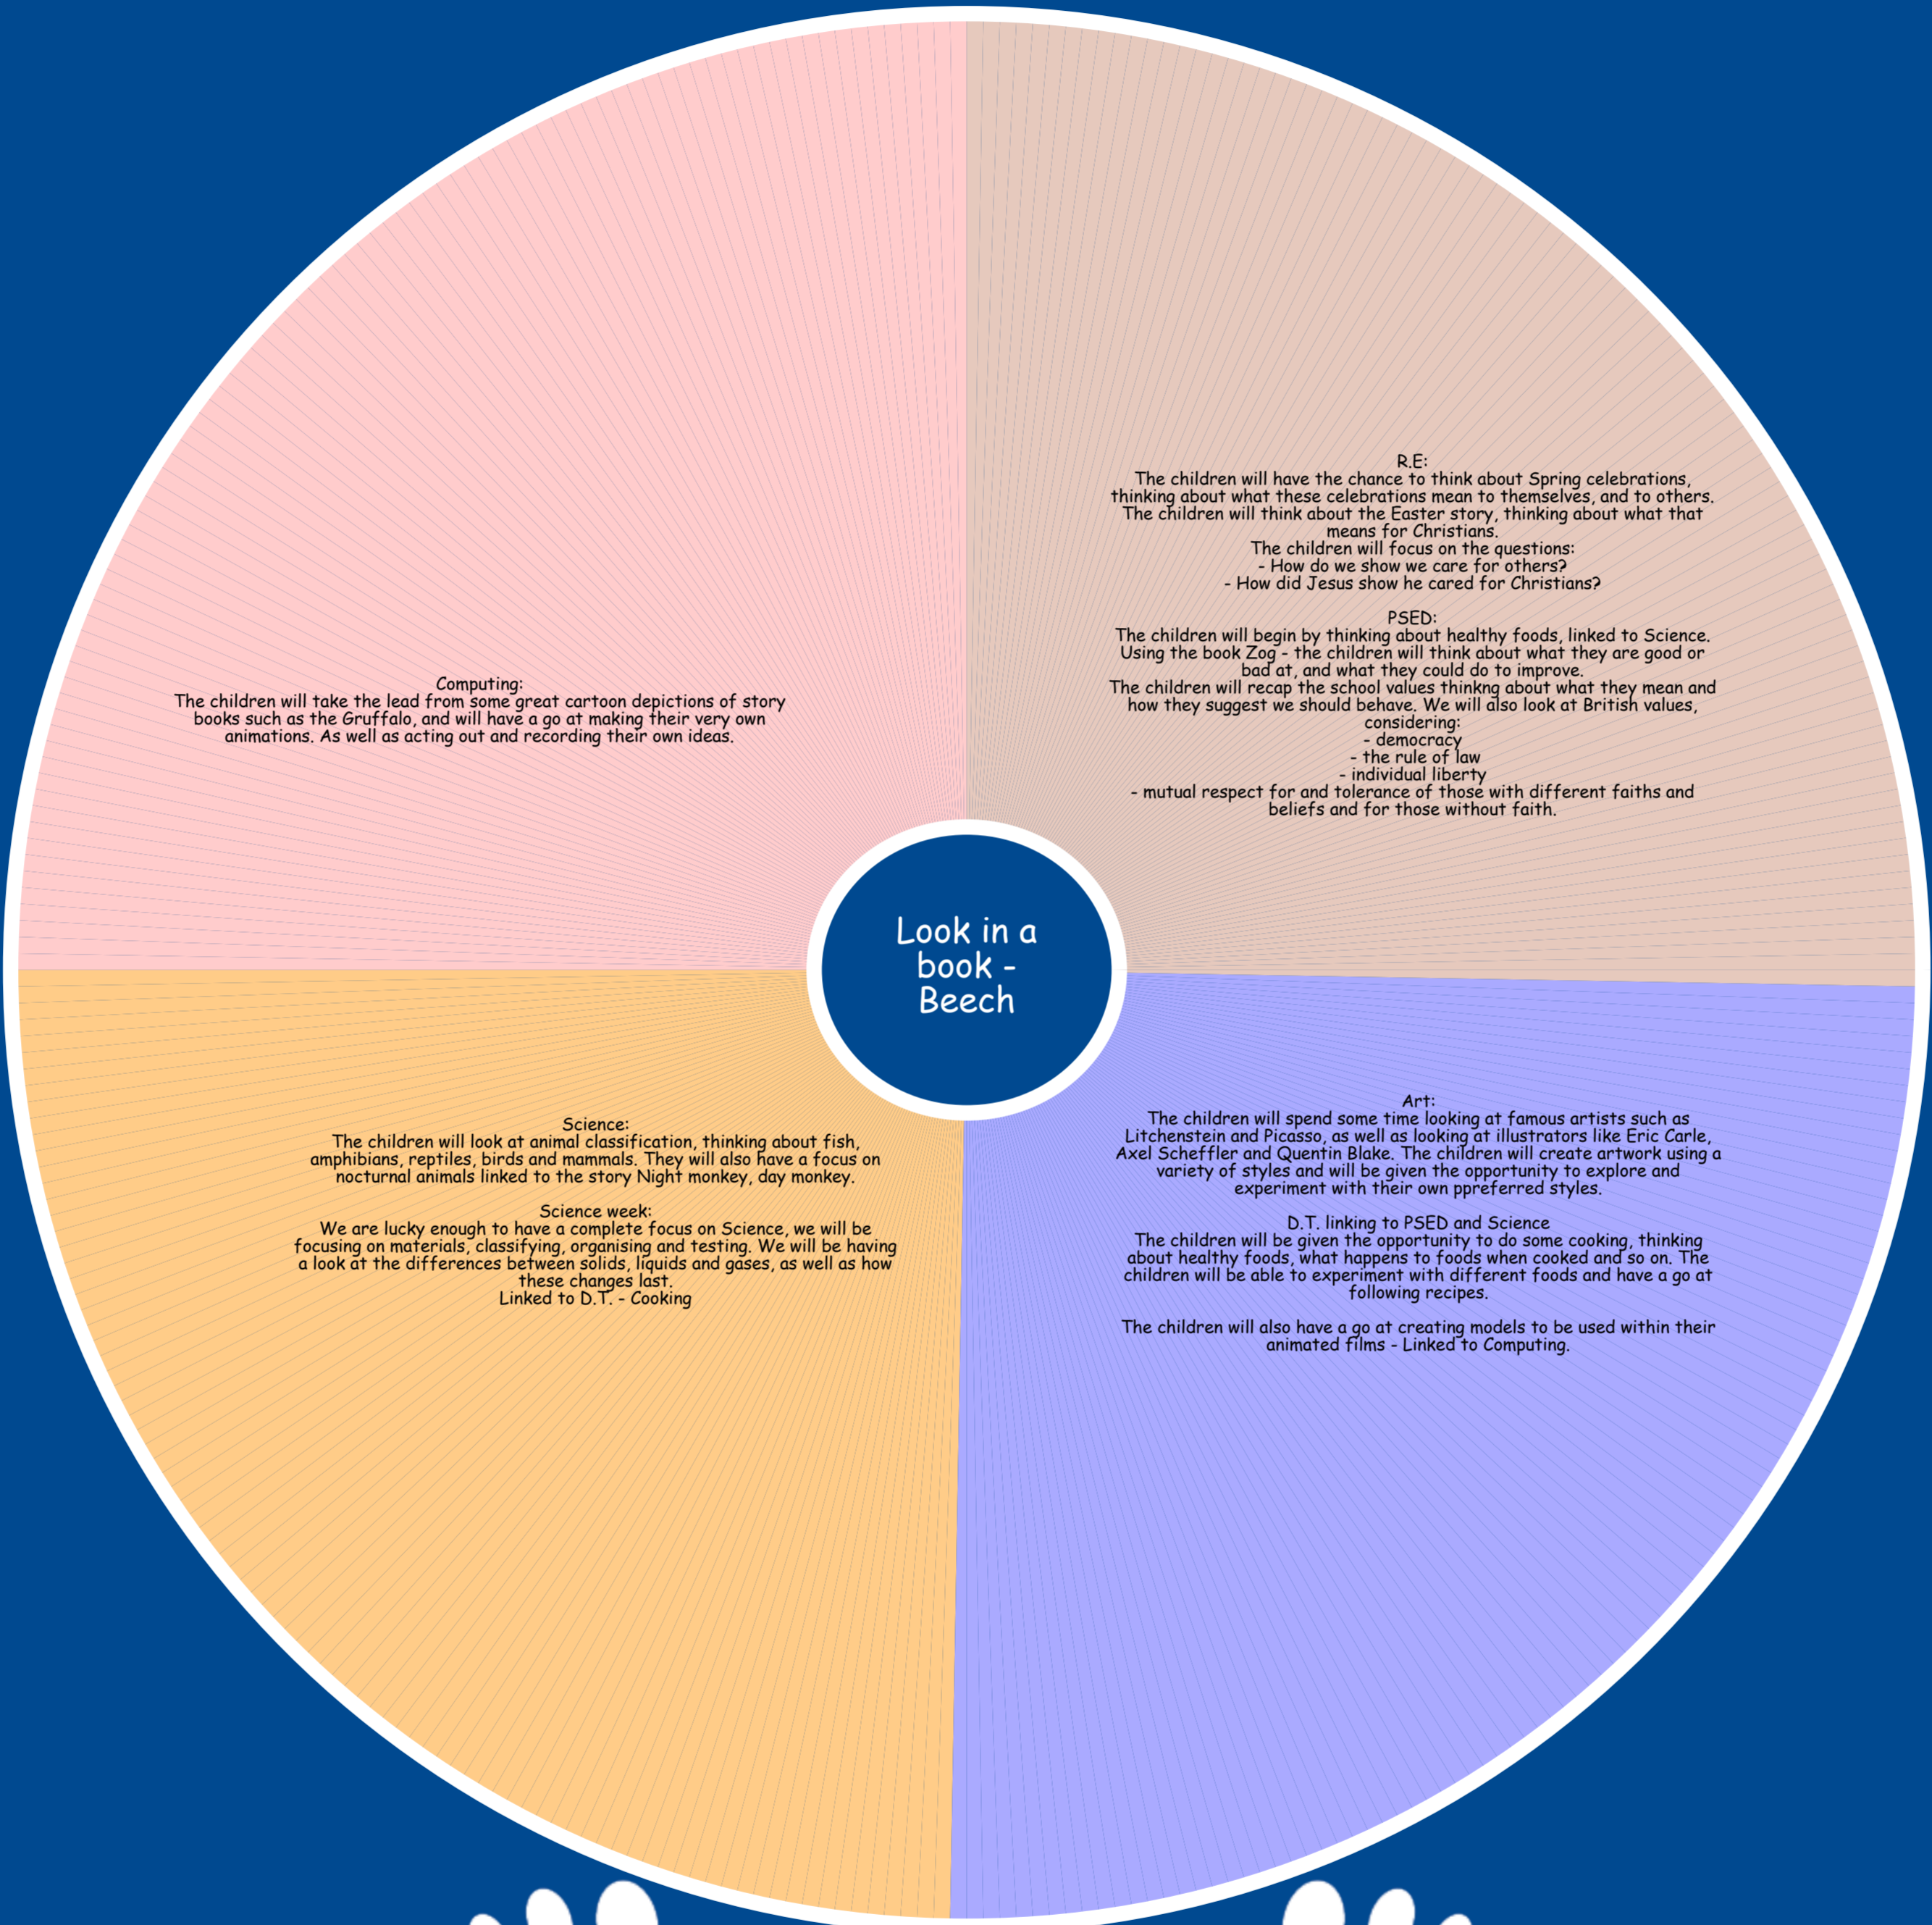 Computing:
The children will take the lead from some great cartoon depictions of story
books such as the Gruffalo, and will have a go at making their very own
animations. As well as acting out and recording their own ideas.
R.E:
The children will have the chance to think about Spring celebrations,
thinking about what these celebrations mean to themselves, and to others.
The children will think about the Easter story, thinking about what that
means for Christians.
The children will focus on the questions:
- How do we show we care for others?
- How did Jesus show he cared for Christians?
PSED:
The children will begin by thinking about healthy foods, linked to Science.
Using the book Zog - the children will think about what they are good or
bad at, and what they could do to improve.
The children will recap the school values thinkng about what they mean and
how they suggest we should behave. We will also look at British values,
considering:
- democracy
- the rule of law
- individual liberty
- mutual respect for and tolerance of those with different faiths and
beliefs and for those without faith.
Look in a
book -
Beech
Science:
The children will look at animal classification, thinking about fish,
amphibians, reptiles, birds and mammals. They will also have a focus on
nocturnal animals linked to the story Night monkey, day monkey.
Science week:
We are lucky enough to have a complete focus on Science, we will be
focusing on materials, classifying, organising and testing. We will be having
a look at the differences between solids, liquids and gases, as well as how
these changes last.
Linked to D.T. - Cooking
Art:
The children will spend some time looking at famous artists such as
Litchenstein and Picasso, as well as looking at illustrators like Eric Carle,
Axel Scheffler and Quentin Blake. The children will create artwork using a
variety of styles and will be given the opportunity to explore and
experiment with their own ppreferred styles.
D.T. linking to PSED and Science
The children will be given the opportunity to do some cooking, thinking
about healthy foods, what happens to foods when cooked and so on. The
children will be able to experiment with different foods and have a go at
following recipes.
The children will also have a go at creating models to be used within their
animated films - Linked to Computing.